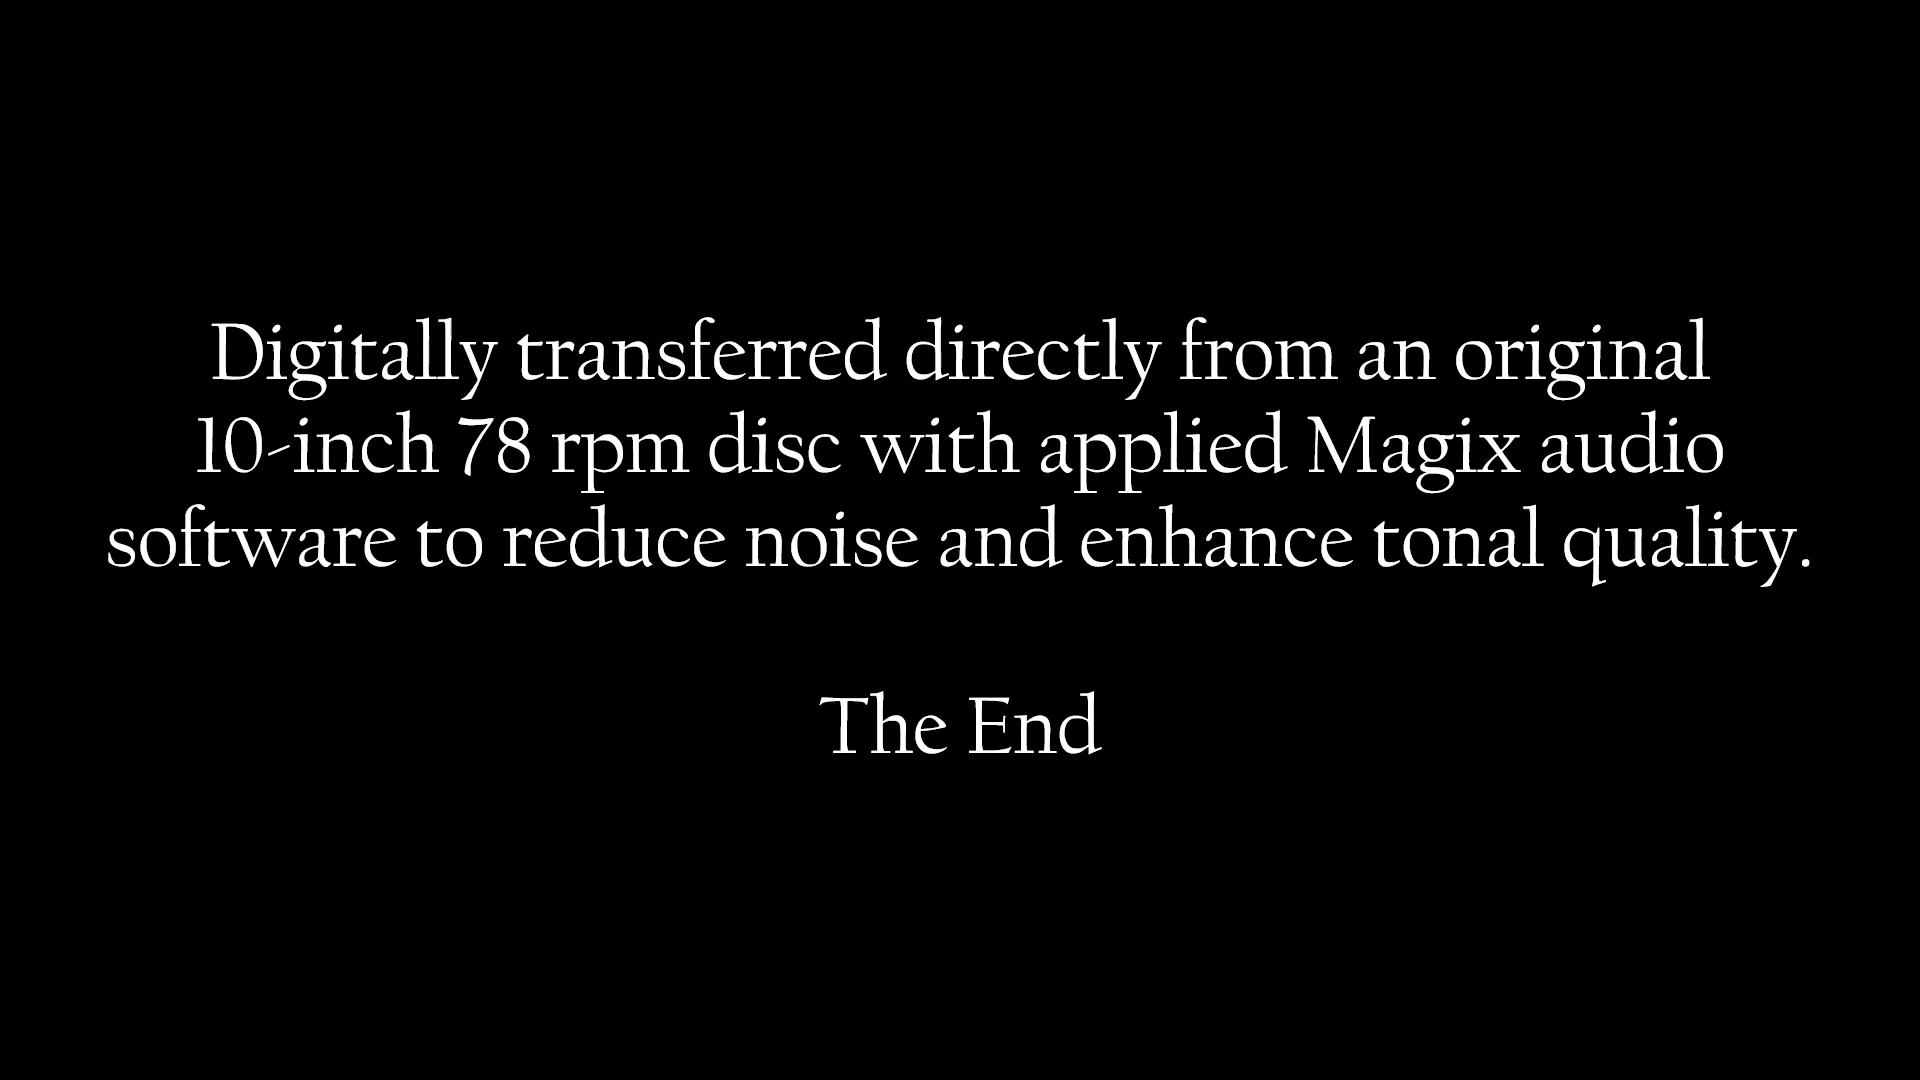 Digitally transferred directly from an original
10-inch 78 rpm disc with applied Magix audio
software to reduce noise and enhance tonal quality.
The End